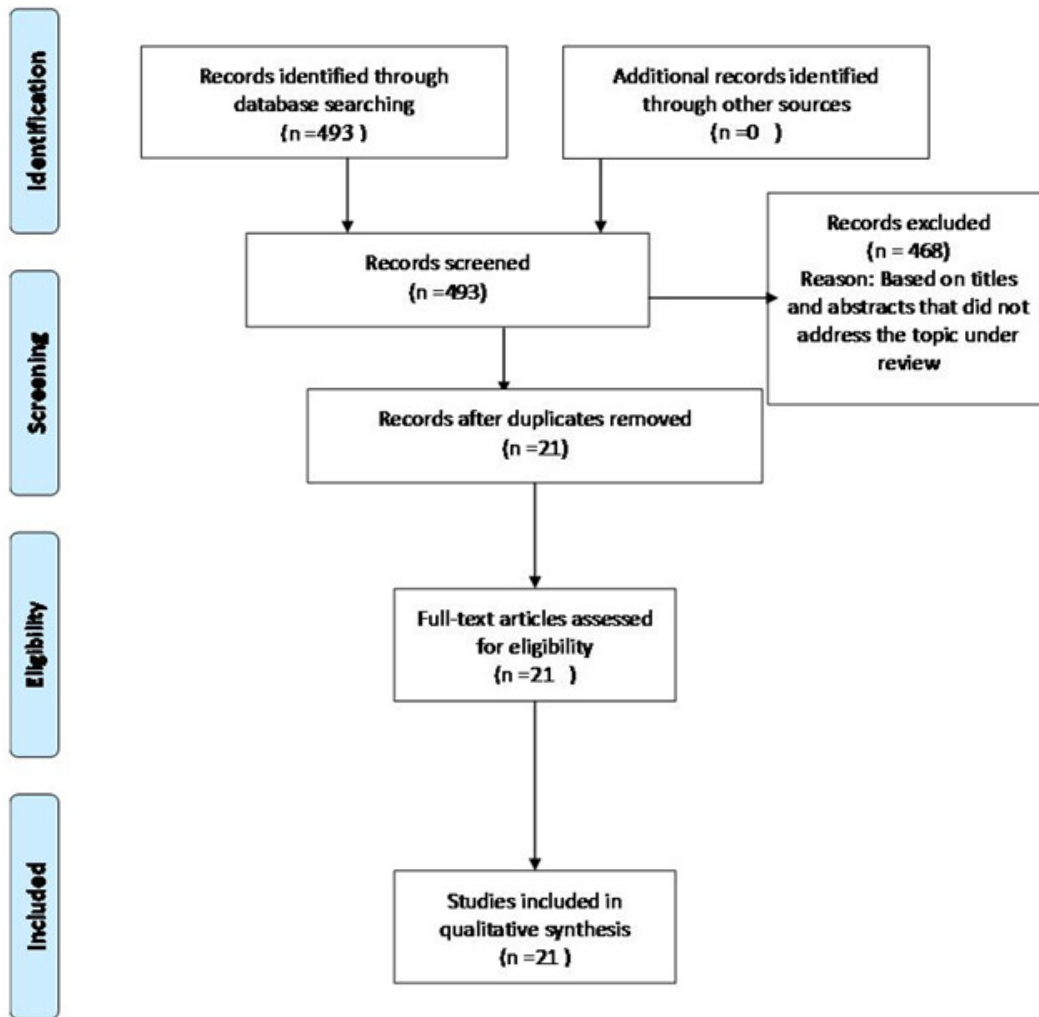 Identification
Records identified through
database searching
(n =493 )
Additional records identified
through other sources
(n =0 )
Records excluded
(n = 468)
Reason: Based on titles
and abstracts that did not
address the topic under
review
Screening
Records screened
(n =493)
Records after duplicates removed
(n =21)
Eligibility
Full-text articles assessed
for eligibility
(n =21 )
Included
Studies included in
qualitative synthesis
(n =21 )